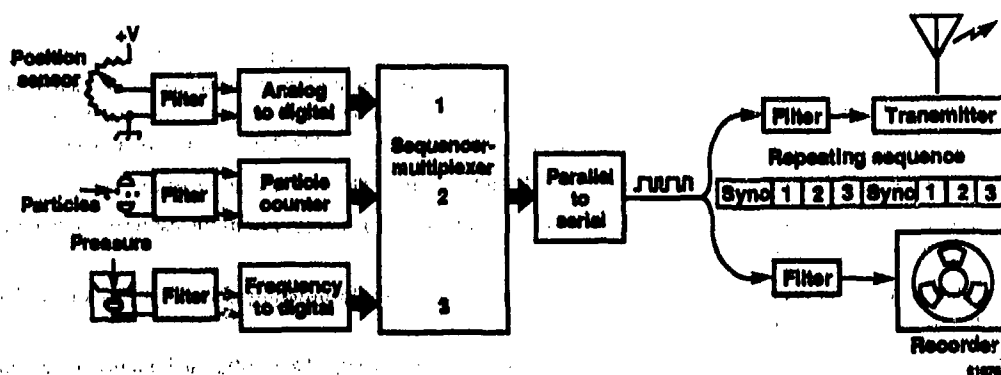 +V
Position
sensor
Filter
Analog
to digital
1
Sequencer-
multiplexer
2
3
Particles
Filter
Particle
counter
Pressure
Filter
Frequency
to digital
Parallel
to
serial
Filter
Transmitter
Repeating sequence
Sync 1 2 3 Sync 1 2 3
Filter
Recorder